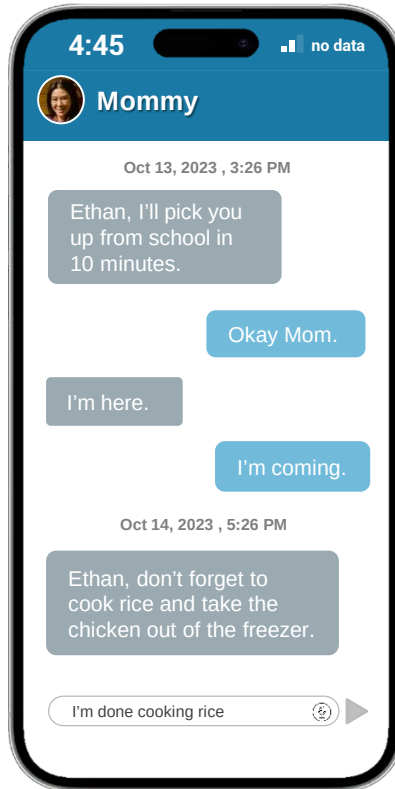 4:45
no data
Mommy
Oct 13, 2023 , 3:26 PM
Ethan, I'll pick you
up from school in
10 minutes.
Okay Mom.
I'm here.
I'm coming.
Oct 14, 2023 , 5:26 PM
Ethan, don't forget to
cook rice and take the
chicken out of the freezer.
I'm done cooking rice